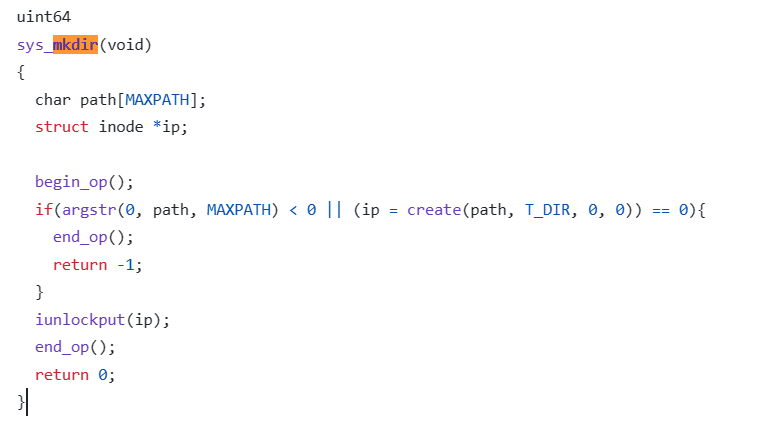 uint64
sys_mkdir(void)
{
  char path[MAXPATH];
  struct inode *ip;

  begin_op();
  if(argstr(0, path, MAXPATH) < 0 || (ip = create(path, T_DIR, 0, 0)) == 0){
    end_op();
    return -1;
  }
  iunlockput(ip);
  end_op();
  return 0;
}